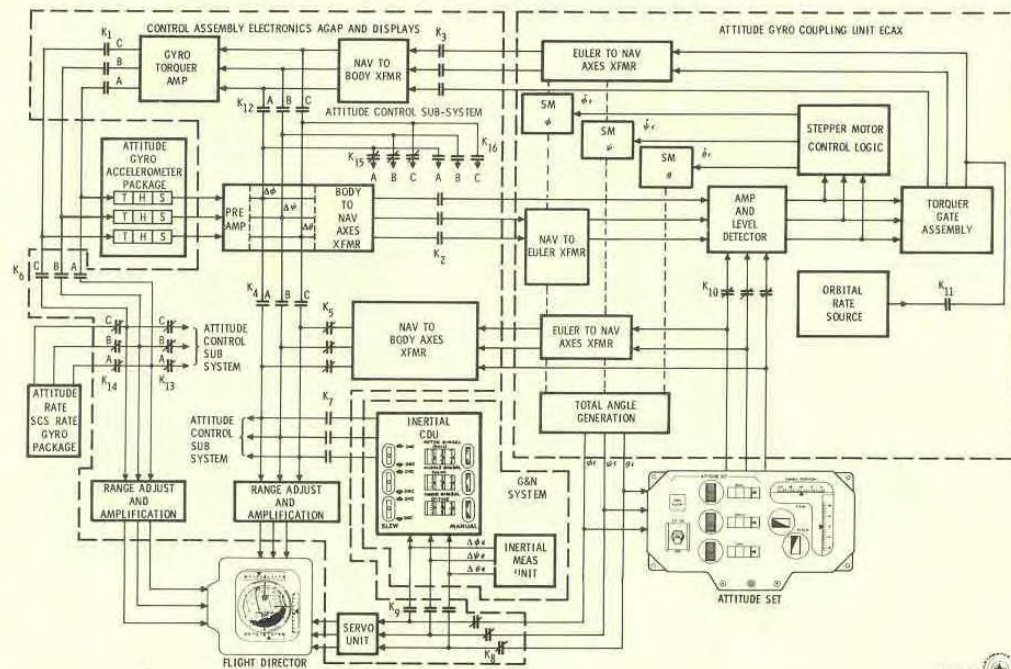 CONTROL ASSEMBLY ELECTRONICS AGAP AND DISPLAYS
ATTITUDE GYRO COUPLING UNIT ECAX
K1
C
B
A
GYRO
TORQUER
AMP
NAV
TO
BODY XFMR
K3
EULER TO NAV
AXES XFMR
K12
A
B
C
ATTITUDE CONTROL SUB-SYSTEM
K15
K16
A
B
C
A
B
C
SM
ϕ
SM
ψ
SM
θ
STEPPER MOTOR
CONTROL LOGIC
ATTITUDE
GYRO
ACCELEROMETER
PACKAGE
T H S
T H S
T H S
PRE
AMP
Δϕ
Δψ
Δθ
BODY
TO
NAV
AXES
XFMR
K2
NAV TO
EULER XFMR
AMP
AND
LEVEL
DETECTOR
TORQUER
GATE
ASSEMBLY
K6
C
B
A
K4
A
B
C
K5
NAV TO
BODY AXES
XFMR
EULER TO NAV
AXES XFMR
K10
ORBITAL
RATE
SOURCE
K11
C
C
B
B
A
A
K14
K13
ATTITUDE
CONTROL
SUB
SYSTEM
ATTITUDE
RATE
SCS RATE
GYRO
PACKAGE
K7
ATTITUDE
CONTROL
SUB
SYSTEM
INERTIAL
CDU
SLEW
MANUAL
G&N
SYSTEM
TOTAL ANGLE
GENERATION
RANGE ADJUST
AND
AMPLIFICATION
RANGE ADJUST
AND
AMPLIFICATION
INERTIAL
MEAS
UNIT
ATTITUDE SET
K9
SERVO
UNIT
K8
ATTITUDE SET
FLIGHT DIRECTOR